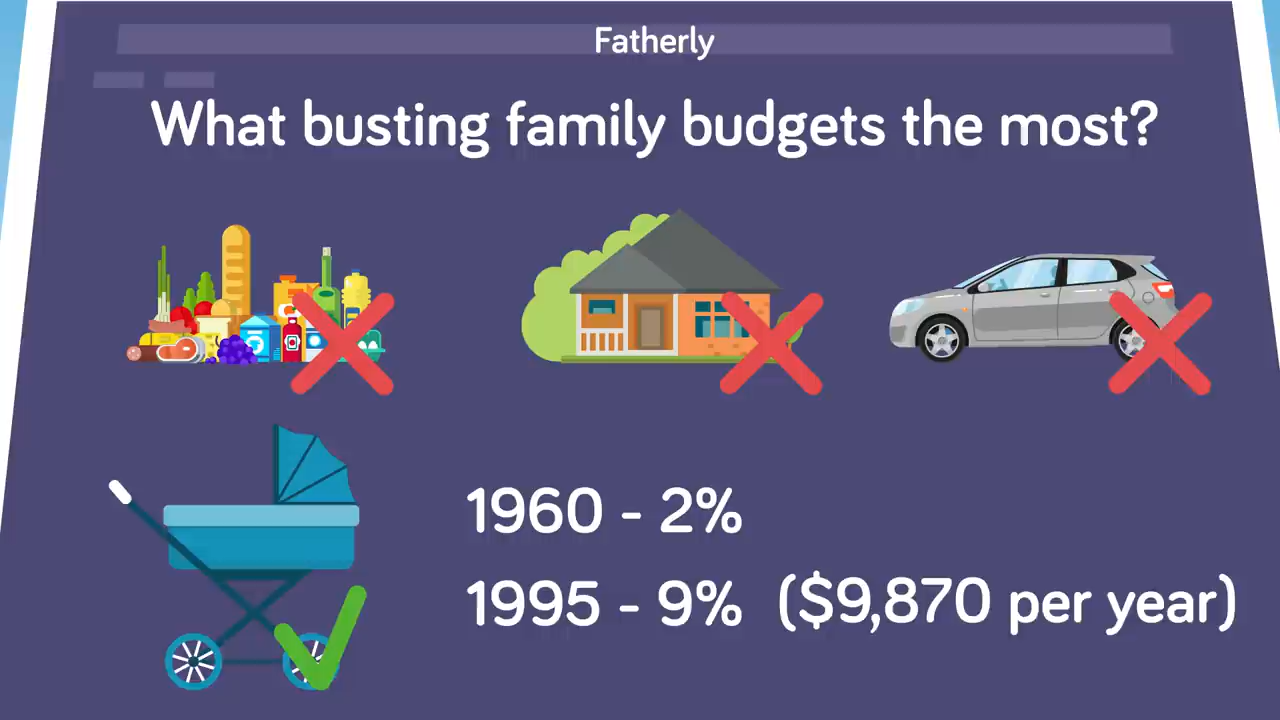 Fatherly
What busting family budgets the most?
1960 - 2%
1995 - 9% ($9,870 per year)